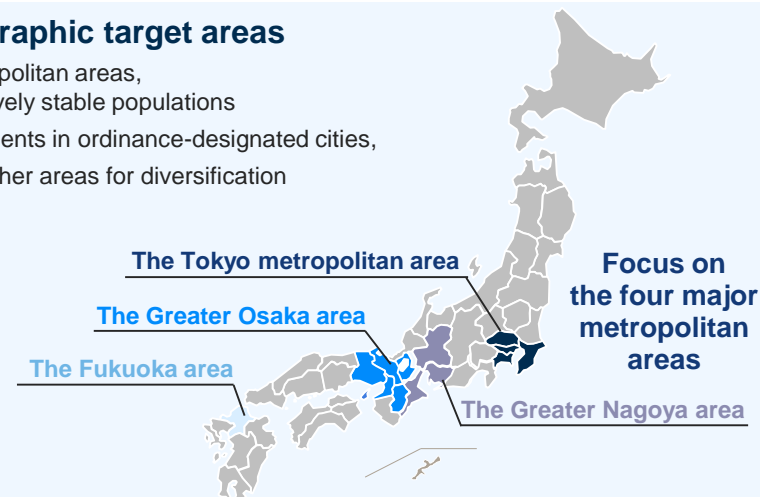 raphic target areas
politan areas,
vely stable populations
ents in ordinance-designated cities,
her areas for diversification
The Tokyo metropolitan area
Focus on
the four major
metropolitan
areas
The Greater Osaka area
The Fukuoka area
The Greater Nagoya area